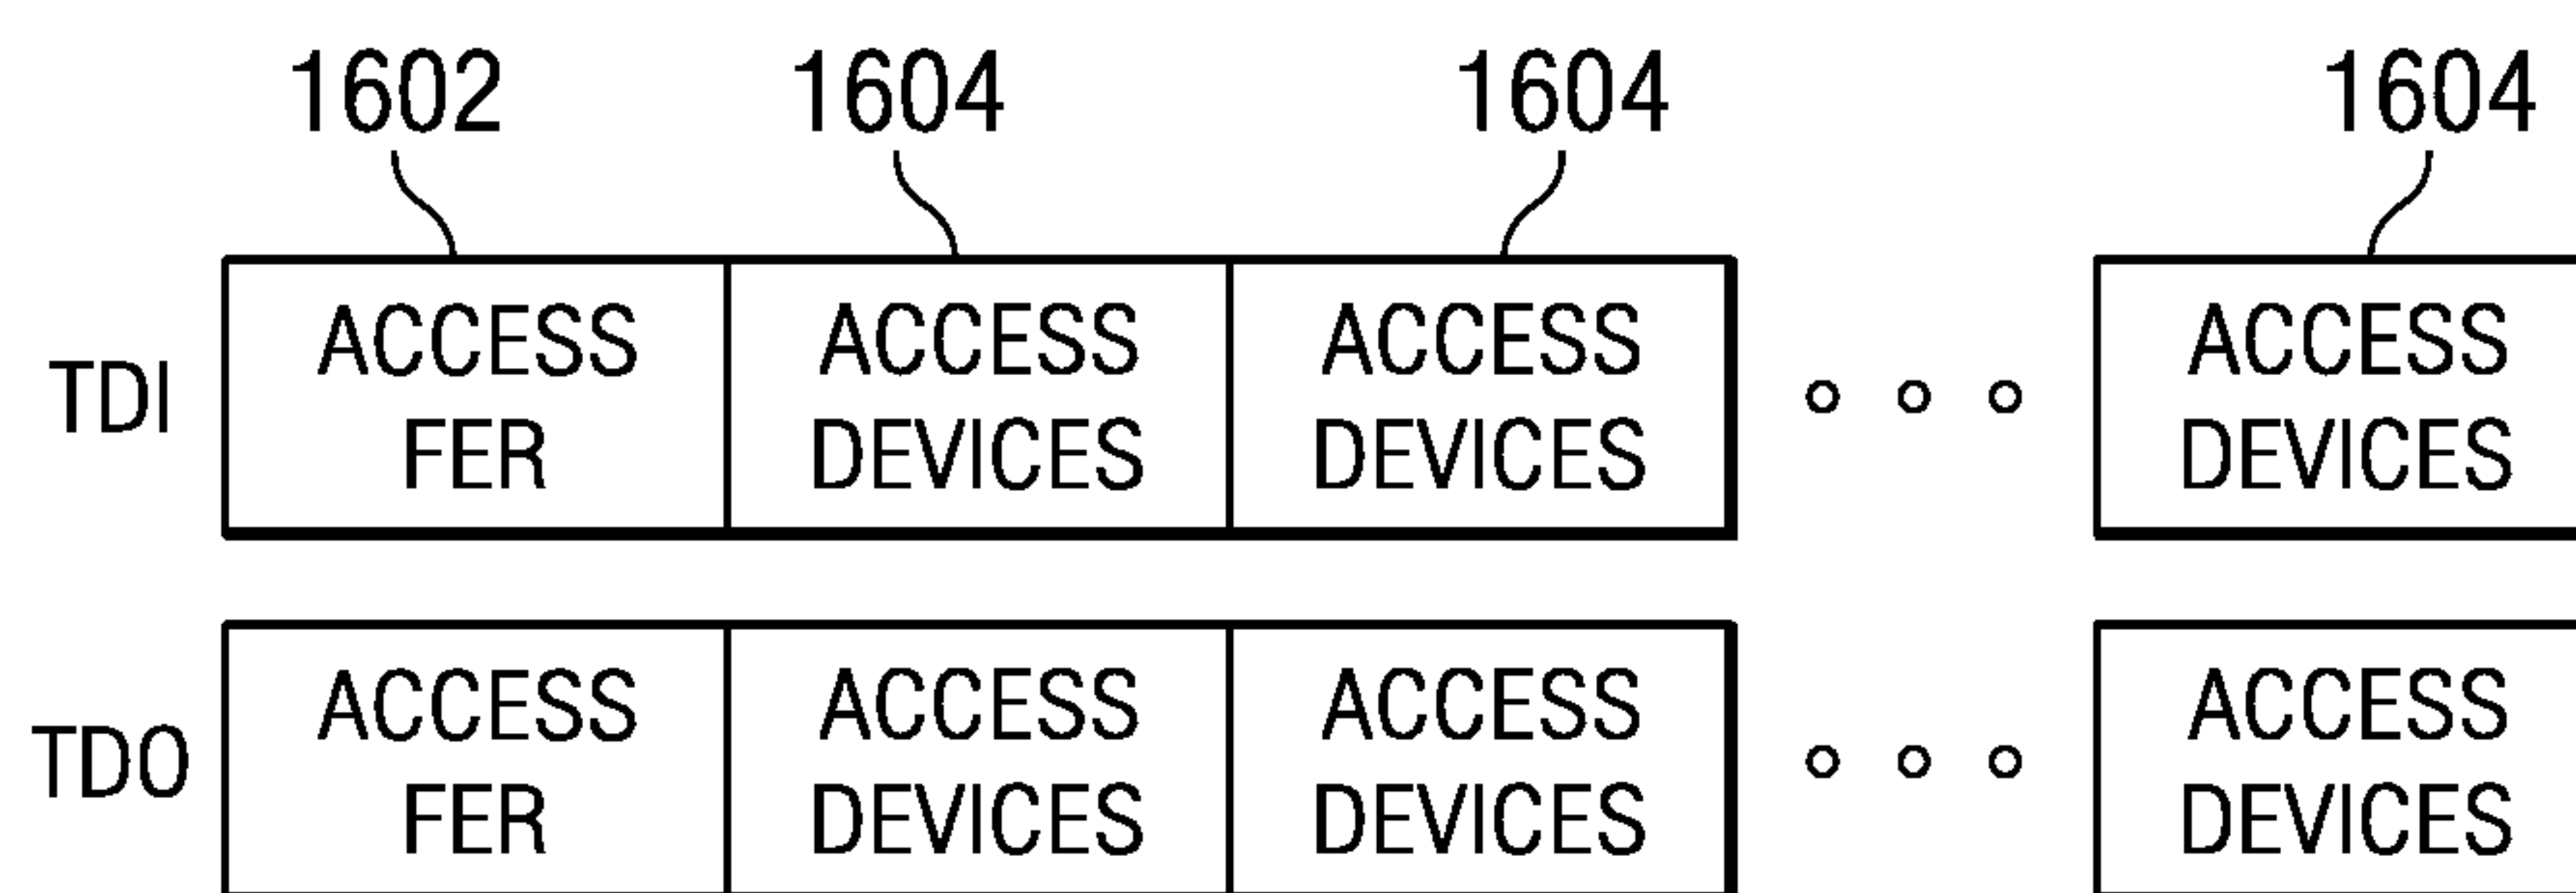 1602 1604 1604 1604
TDI ACCESS FER ACCESS DEVICES ACCESS DEVICES ACCESS DEVICES
TDO ACCESS FER ACCESS DEVICES ACCESS DEVICES ACCESS DEVICES